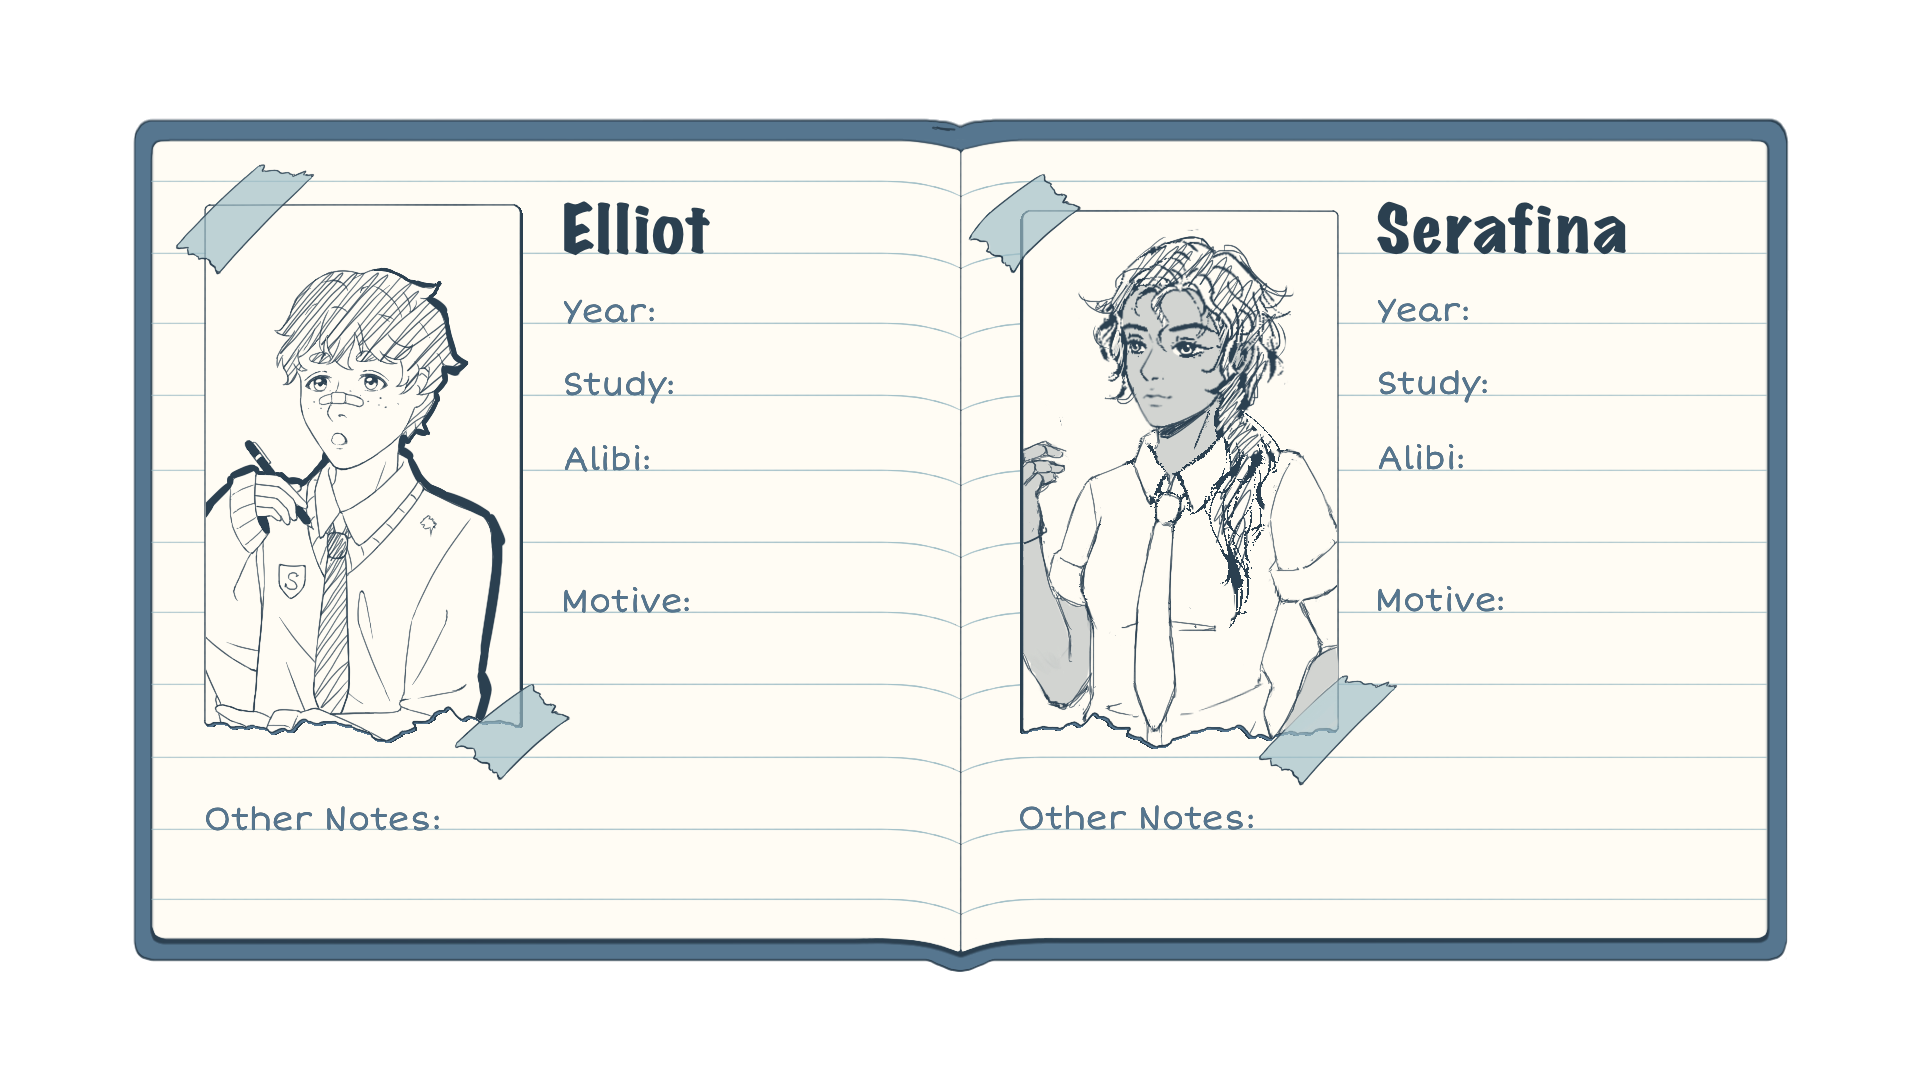 Elliot
Year:
Study:
Alibi:
Motive:
S
Other Notes:
Serafina
Year:
Study:
Alibi:
Motive:
Other Notes: